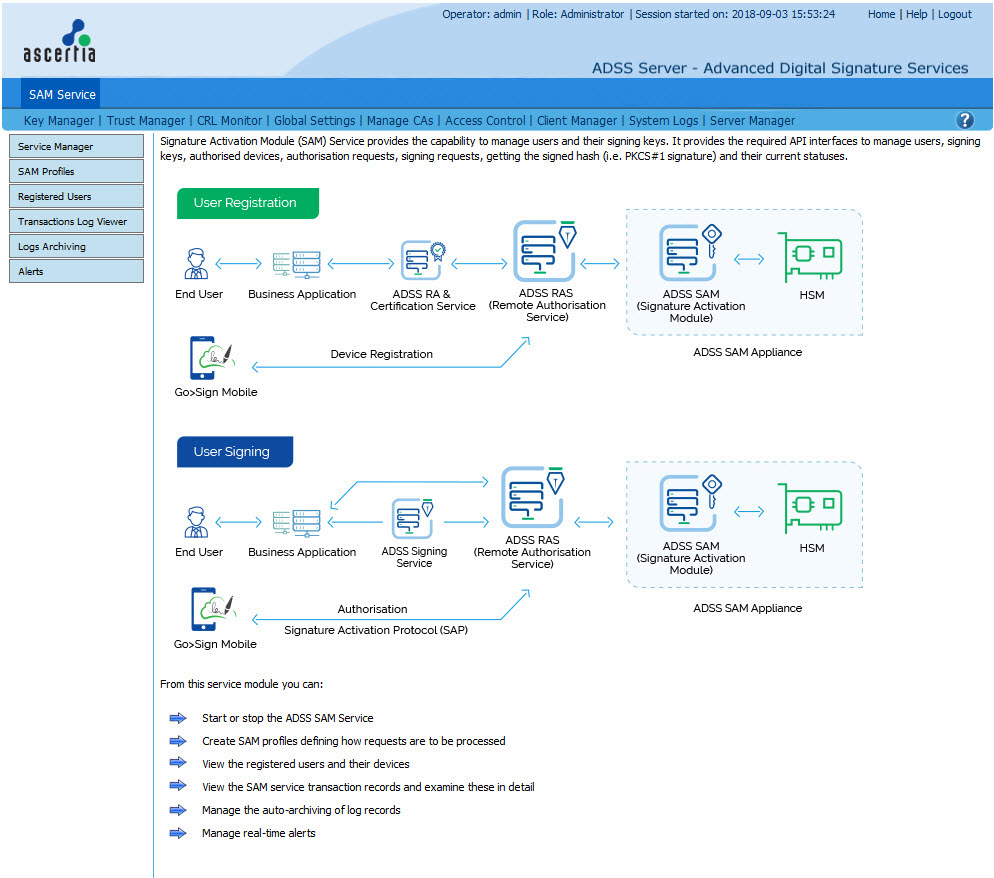 Operator: admin | Role: Administrator | Session started on: 2018-09-03 15:53:24 Home | Help | Logout
ascertia
ADSS Server - Advanced Digital Signature Services
SAM Service
Key Manager | Trust Manager | CRL Monitor | Global Settings | Manage CAs | Access Control | Client Manager | System Logs | Server Manager ?
Service Manager
SAM Profiles
Registered Users
Transactions Log Viewer
Logs Archiving
Alerts
Signature Activation Module (SAM) Service provides the capability to manage users and their signing keys. It provides the required API interfaces to manage users, signing
keys, authorised devices, authorisation requests, signing requests, getting the signed hash (i.e. PKCS#1 signature) and their current statuses.
User Registration
End User
Business Application
ADSS RA &
Certification Service
ADSS RAS
(Remote Authorisation
Service)
ADSS SAM
(Signature Activation
Module)
HSM
ADSS SAM Appliance
Device Registration
Go>Sign Mobile
User Signing
End User
Business Application
ADSS Signing
Service
ADSS RAS
(Remote Authorisation
Service)
ADSS SAM
(Signature Activation
Module)
HSM
ADSS SAM Appliance
Authorisation
Signature Activation Protocol (SAP)
Go>Sign Mobile
From this service module you can:
Start or stop the ADSS SAM Service
Create SAM profiles defining how requests are to be processed
View the registered users and their devices
View the SAM service transaction records and examine these in detail
Manage the auto-archiving of log records
Manage real-time alerts